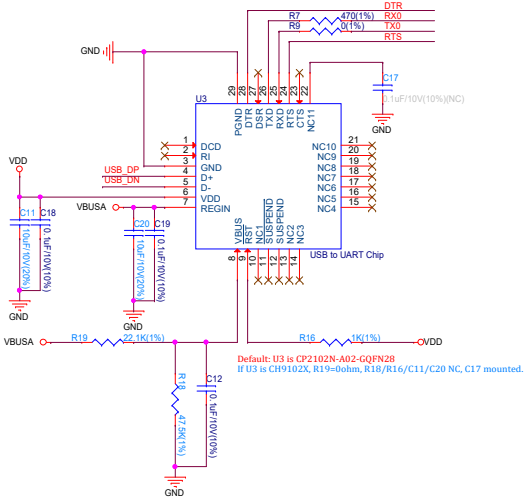 DTR
R7 470(1%) RX0
R9 0(1%) TX0
RTS
GND
29 28 27 26 25 24 23 22
PGND DTR DSR TXD RXD RTS CTS NC11
C17
0.1uF/10V(10%)(NC)
GND
U3
1 DCD
2 RI
3 GND
USB_DP 4 D+
USB_DN 5 D-
6 VDD
7 REGIN
NC10 21
NC9 20
NC8 19
NC7 18
NC6 17
NC5 16
NC4 15
VBUS RST NC1 SUSPEND SUSPEND NC2 NC3
8 9 10 11 12 13 14
USB to UART Chip
VDD
VBUSA
C11 C18
10uF/10V(20%)
0.1uF/10V(10%)
GND
C20 C19
10uF/10V(20%)
0.1uF/10V(10%)
GND
VBUSA R19 22.1K(1%)
R16 1K(1%) VDD
R18
47.5K(1%)
C12
0.1uF/10V(10%)
GND
Default: U3 is CP2102N-A02-GQFN28
If U3 is CH9102X, R19=0ohm, R18/R16/C11/C20 NC, C17 mounted.